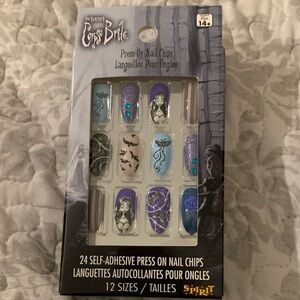 Tim Burton's
Corpse Bride
14+
Press On Nail Chips
Languettes Pour Ongles
24 SELF-ADHESIVE PRESS ON NAIL CHIPS
LANGUETTES AUTOCOLLANTES POUR ONGLES
12 SIZES / TAILLES
SPIRIT